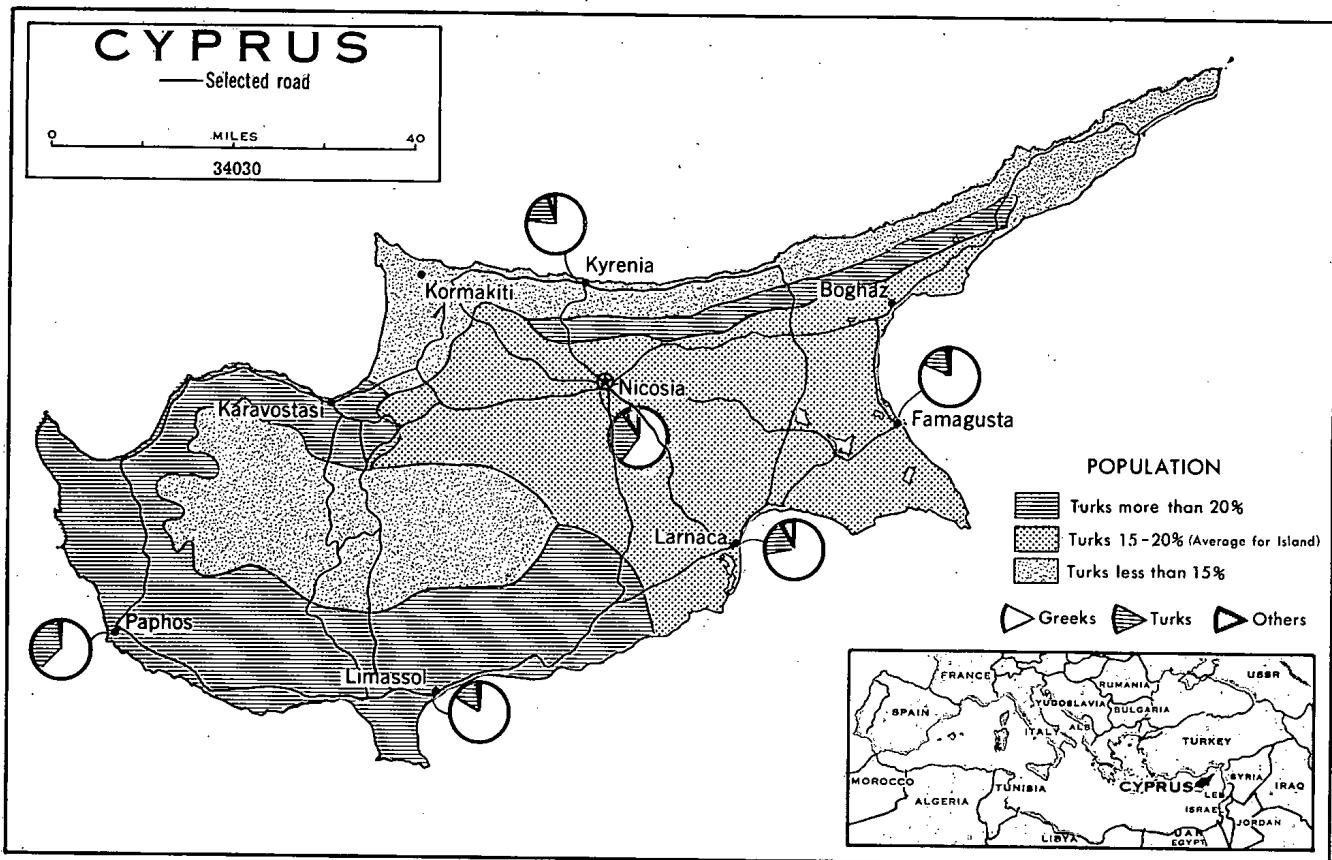 CYPRUS
Selected road
0 MILES 40
34030
Kyrenia
Kormakiti
Boghaz
Nicosia
Karavostasi
Famagusta
Larnaca
Paphos
Limassol
POPULATION
Turks more than 20%
Turks 15-20% (Average for Island)
Turks less than 15%
Greeks Turks Others
FRANCE
USSR
RUMANIA
YUGOSLAVIA
SPAIN
BULGARIA
ITALY
ALB
TURKEY
MOROCCO
TUNISIA
CYPRUS
SYRIA
ALGERIA
LEB
IRAQ
ISRAEL
JORDAN
LIBYA
UAR
EGYPT